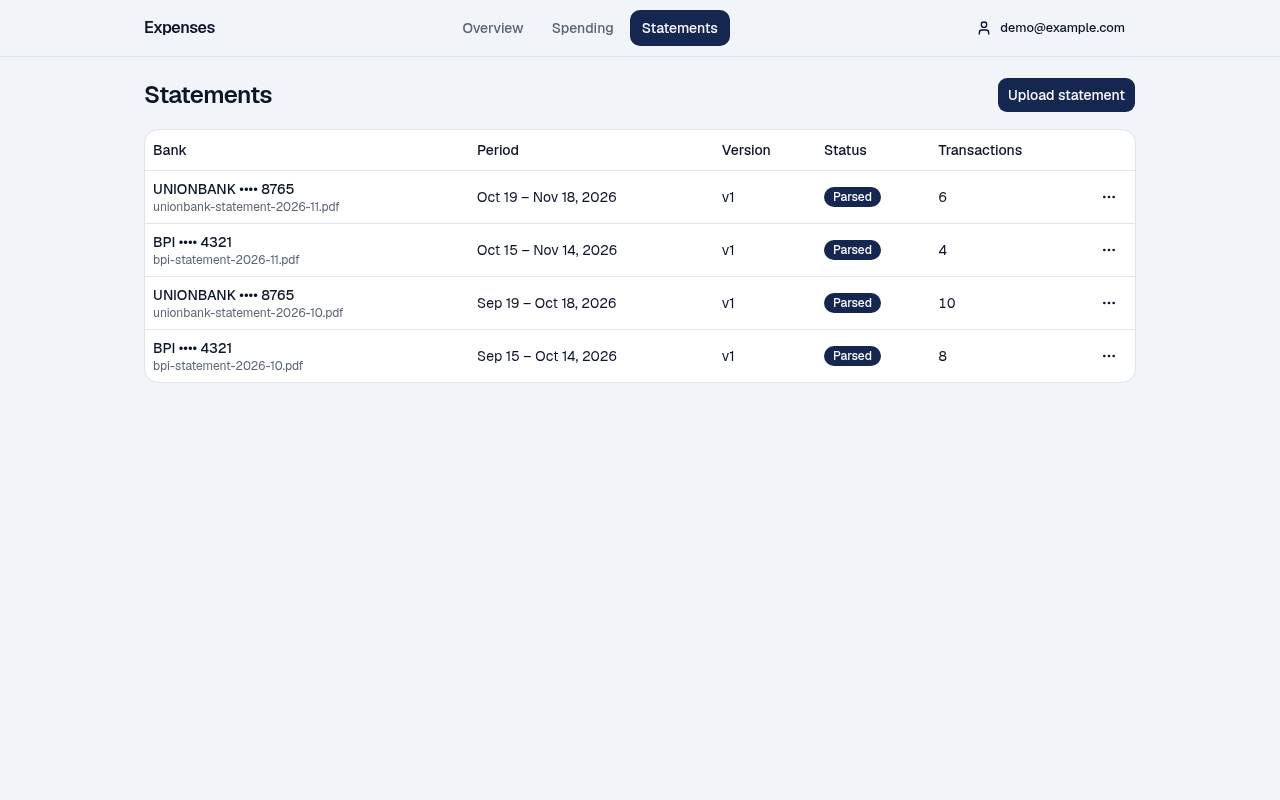 Expenses
Overview
Spending
Statements
demo@example.com
Statements
Upload statement
Bank Period Version Status Transactions
UNIONBANK •••• 8765
unionbank-statement-2026-11.pdf
Oct 19 – Nov 18, 2026 v1 Parsed 6
BPI •••• 4321
bpi-statement-2026-11.pdf
Oct 15 – Nov 14, 2026 v1 Parsed 4
UNIONBANK •••• 8765
unionbank-statement-2026-10.pdf
Sep 19 – Oct 18, 2026 v1 Parsed 10
BPI •••• 4321
bpi-statement-2026-10.pdf
Sep 15 – Oct 14, 2026 v1 Parsed 8